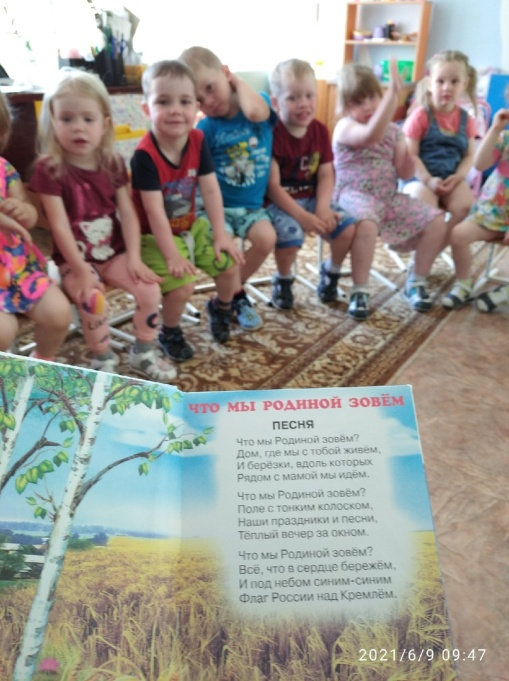 ЧТО МЫ РОДИНОЙ ЗОВЁМ
ПЕСНЯ
Что мы Родиной зовём?
Дом, где мы с тобой живём,
И берёзки, вдоль которых
Рядом с мамой мы идём.
Что мы Родиной зовём?
Поле с тонким колоском,
Наши праздники и песни,
Тёплый вечер за окном.
Что мы Родиной зовём?
Всё, что в сердце бережём,
И под небом синим-синим
Флаг России над Кремлём.
2021/6/9 09:47